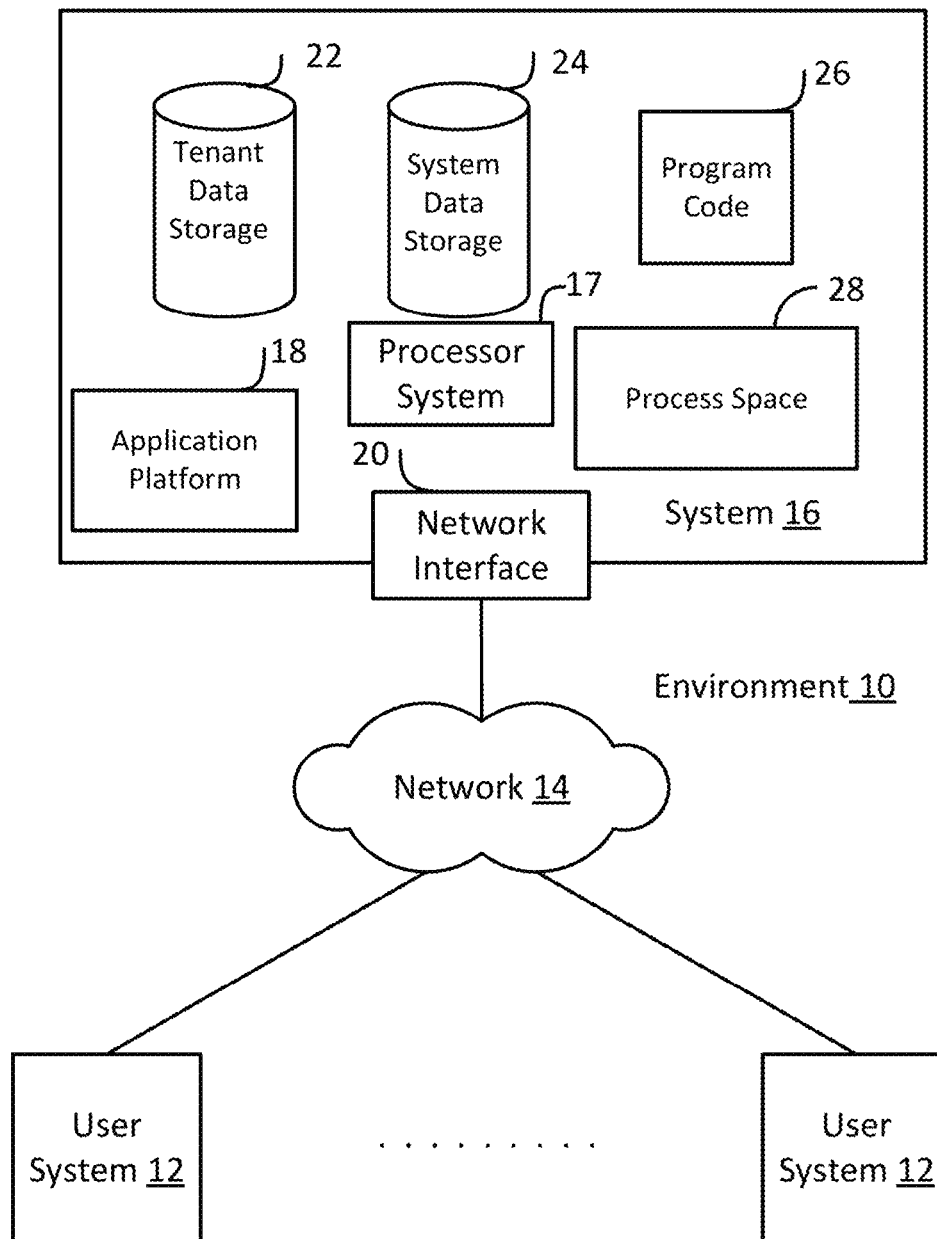 22
24
26
Tenant
Data
Storage
System
Data
Storage
Program
Code
17
28
18
Processor
System
Process Space
Application
Platform
20
System 16
Network
Interface
Environment 10
Network 14
User
System 12
. . . . . . . . .
User
System 12